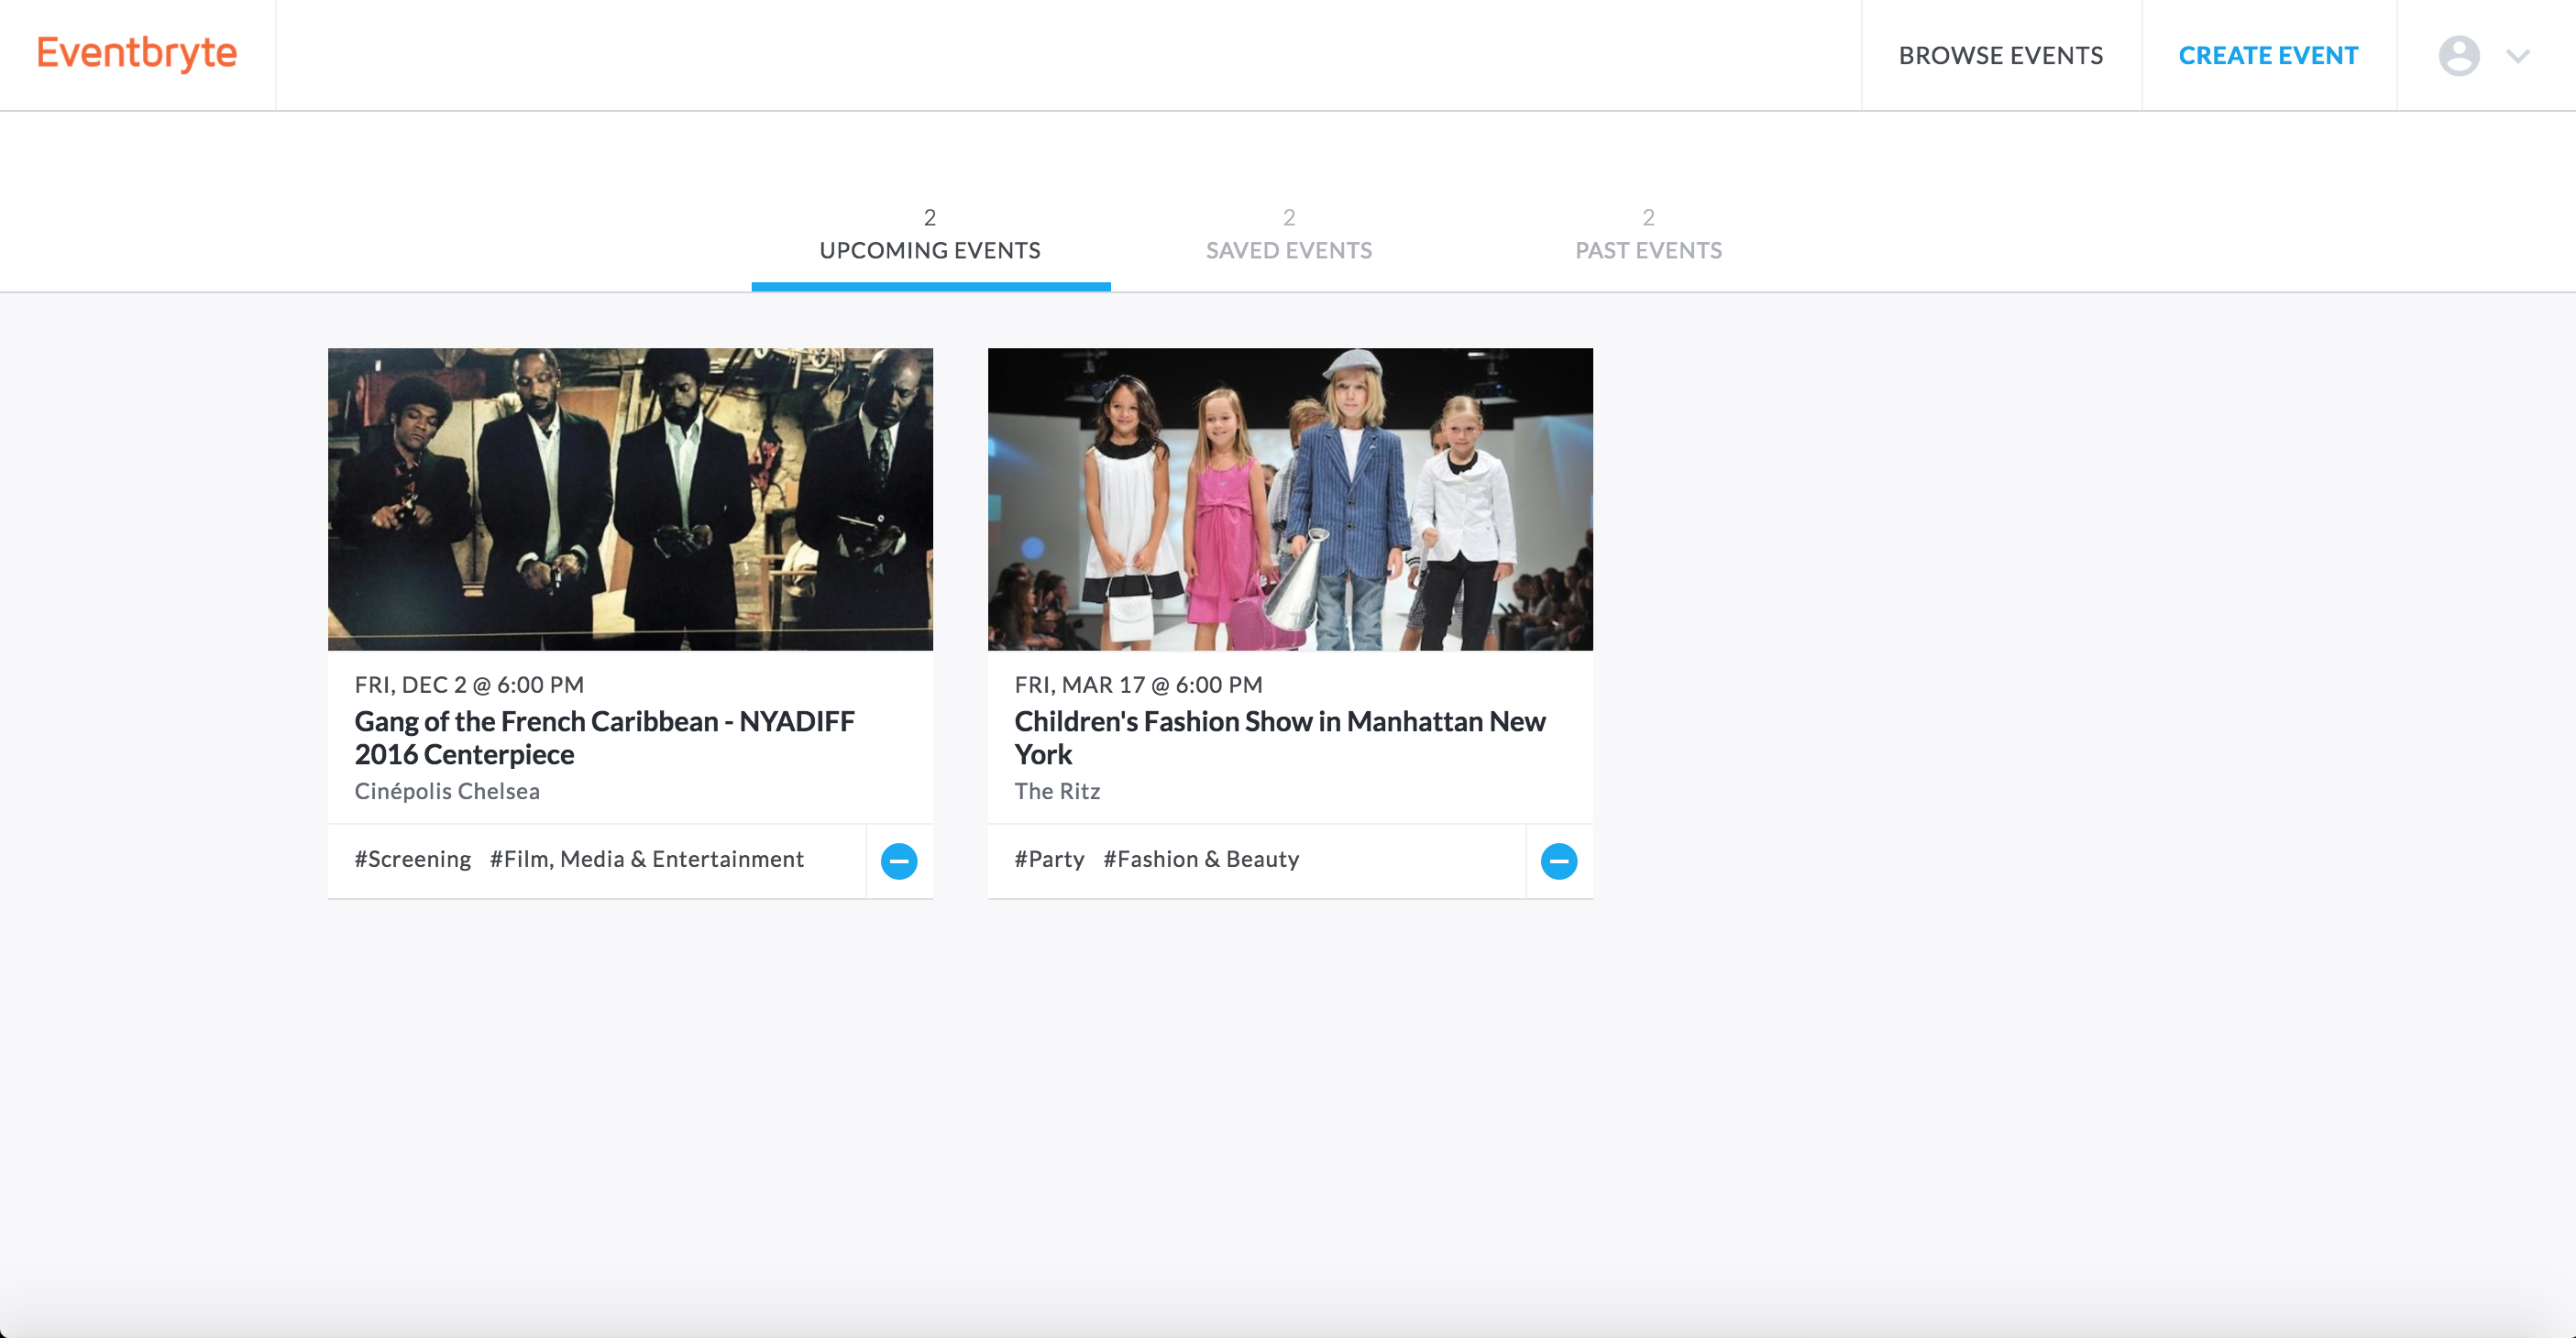 Eventbryte
BROWSE EVENTS
CREATE EVENT
2
UPCOMING EVENTS
2
SAVED EVENTS
2
PAST EVENTS
FRI, DEC 2 @ 6:00 PM
Gang of the French Caribbean - NYADIFF
2016 Centerpiece
Cinépolis Chelsea
#Screening #Film, Media & Entertainment
FRI, MAR 17 @ 6:00 PM
Children's Fashion Show in Manhattan New
York
The Ritz
#Party #Fashion & Beauty